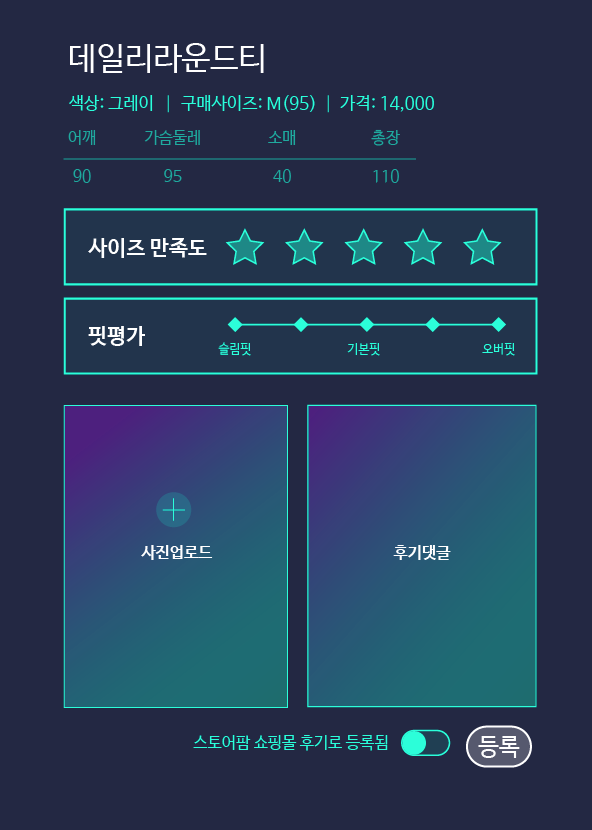 데일리라운드티
색상: 그레이 | 구매사이즈: M(95) | 가격: 14,000
어깨 가슴둘레 소매 총장
90 95 40 110
사이즈 만족도
핏평가
슬림핏 기본핏 오버핏
사진업로드 후기댓글
스토어팜 쇼핑몰 후기로 등록됨 등록